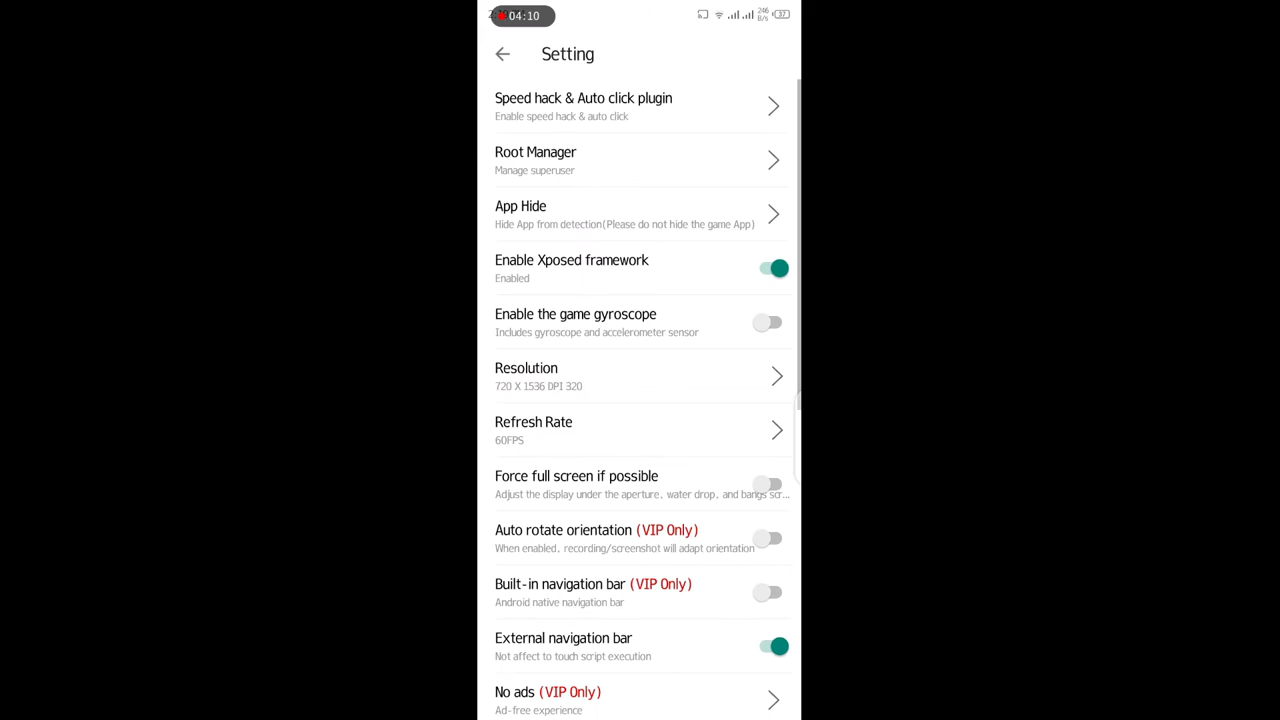 04:10
246
B/s
37
Setting
Speed hack & Auto click plugin
Enable speed hack & auto click
Root Manager
Manage superuser
App Hide
Hide App from detection(Please do not hide the game App)
Enable Xposed framework
Enabled
Enable the game gyroscope
Includes gyroscope and accelerometer sensor
Resolution
720 X 1536 DPI 320
Refresh Rate
60FPS
Force full screen if possible
Adjust the display under the aperture, water drop, and bangs scr...
Auto rotate orientation (VIP Only)
When enabled, recording/screenshot will adapt orientation
Built-in navigation bar (VIP Only)
Android native navigation bar
External navigation bar
Not affect to touch script execution
No ads (VIP Only)
Ad-free experience